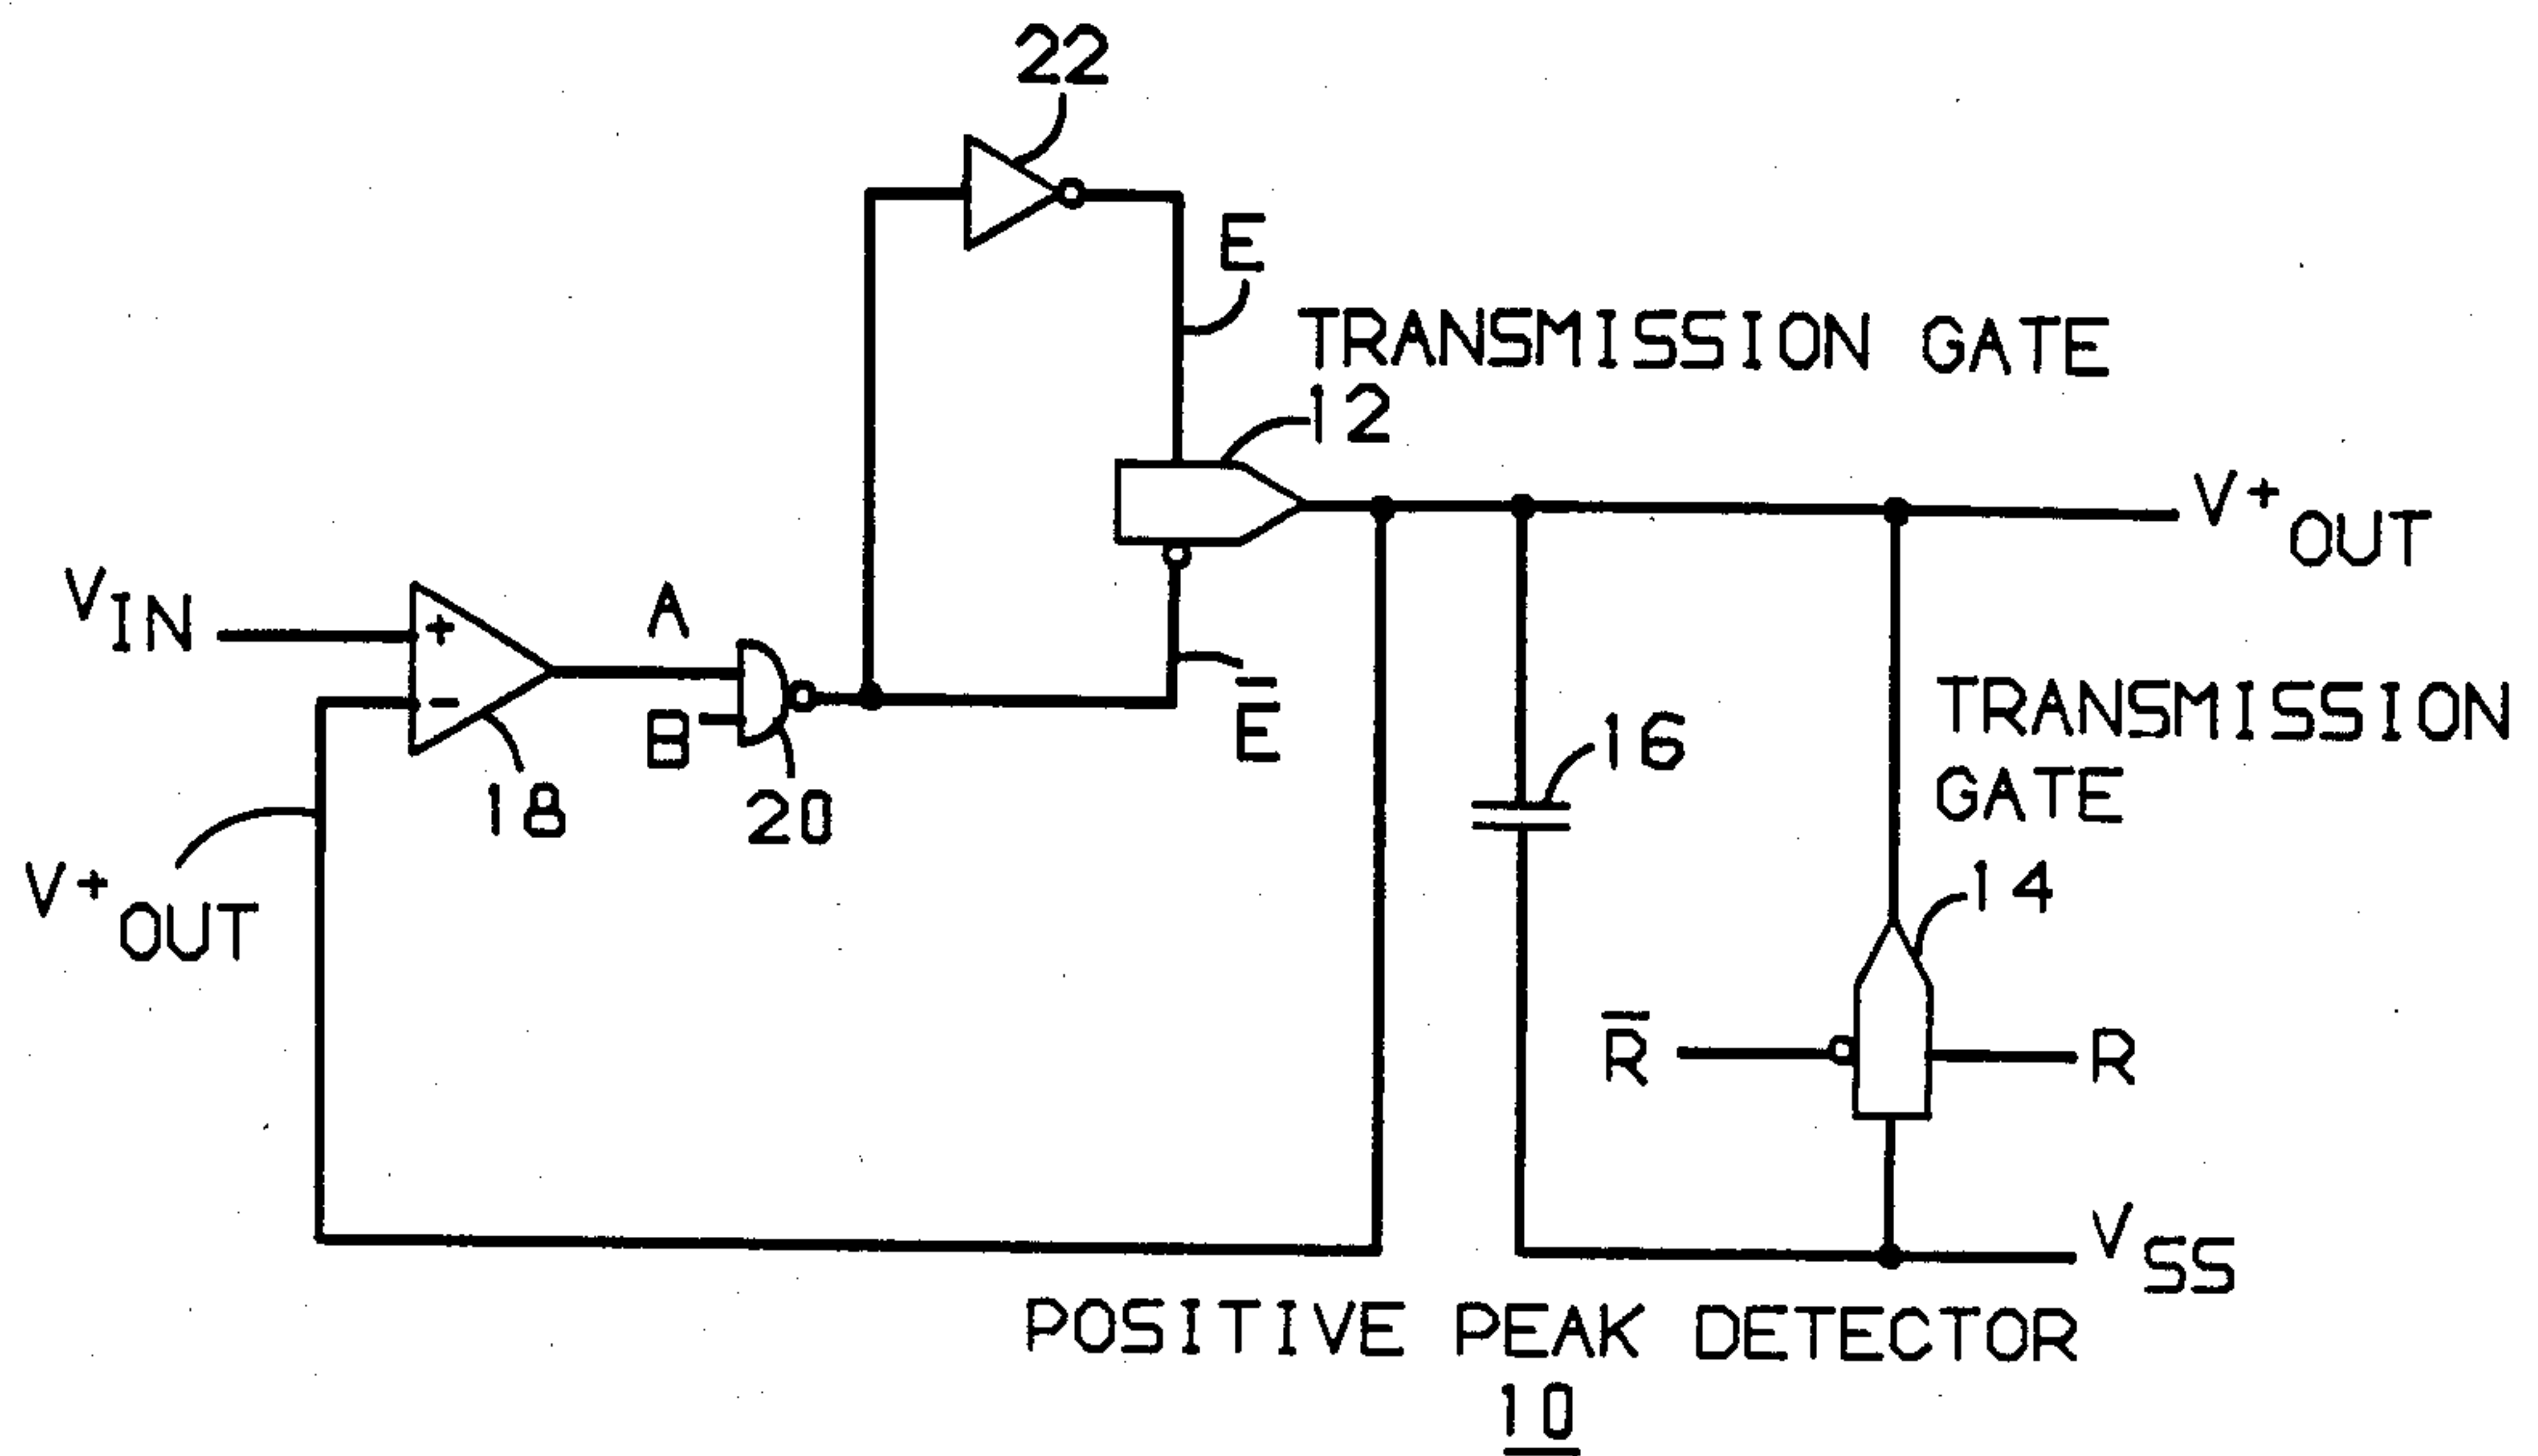 22
E
TRANSMISSION GATE
12
V+OUT
VIN
+
A
-
B
E̅
18
20
16
TRANSMISSION
GATE
14
V+OUT
R̅
R
VSS
POSITIVE PEAK DETECTOR
10